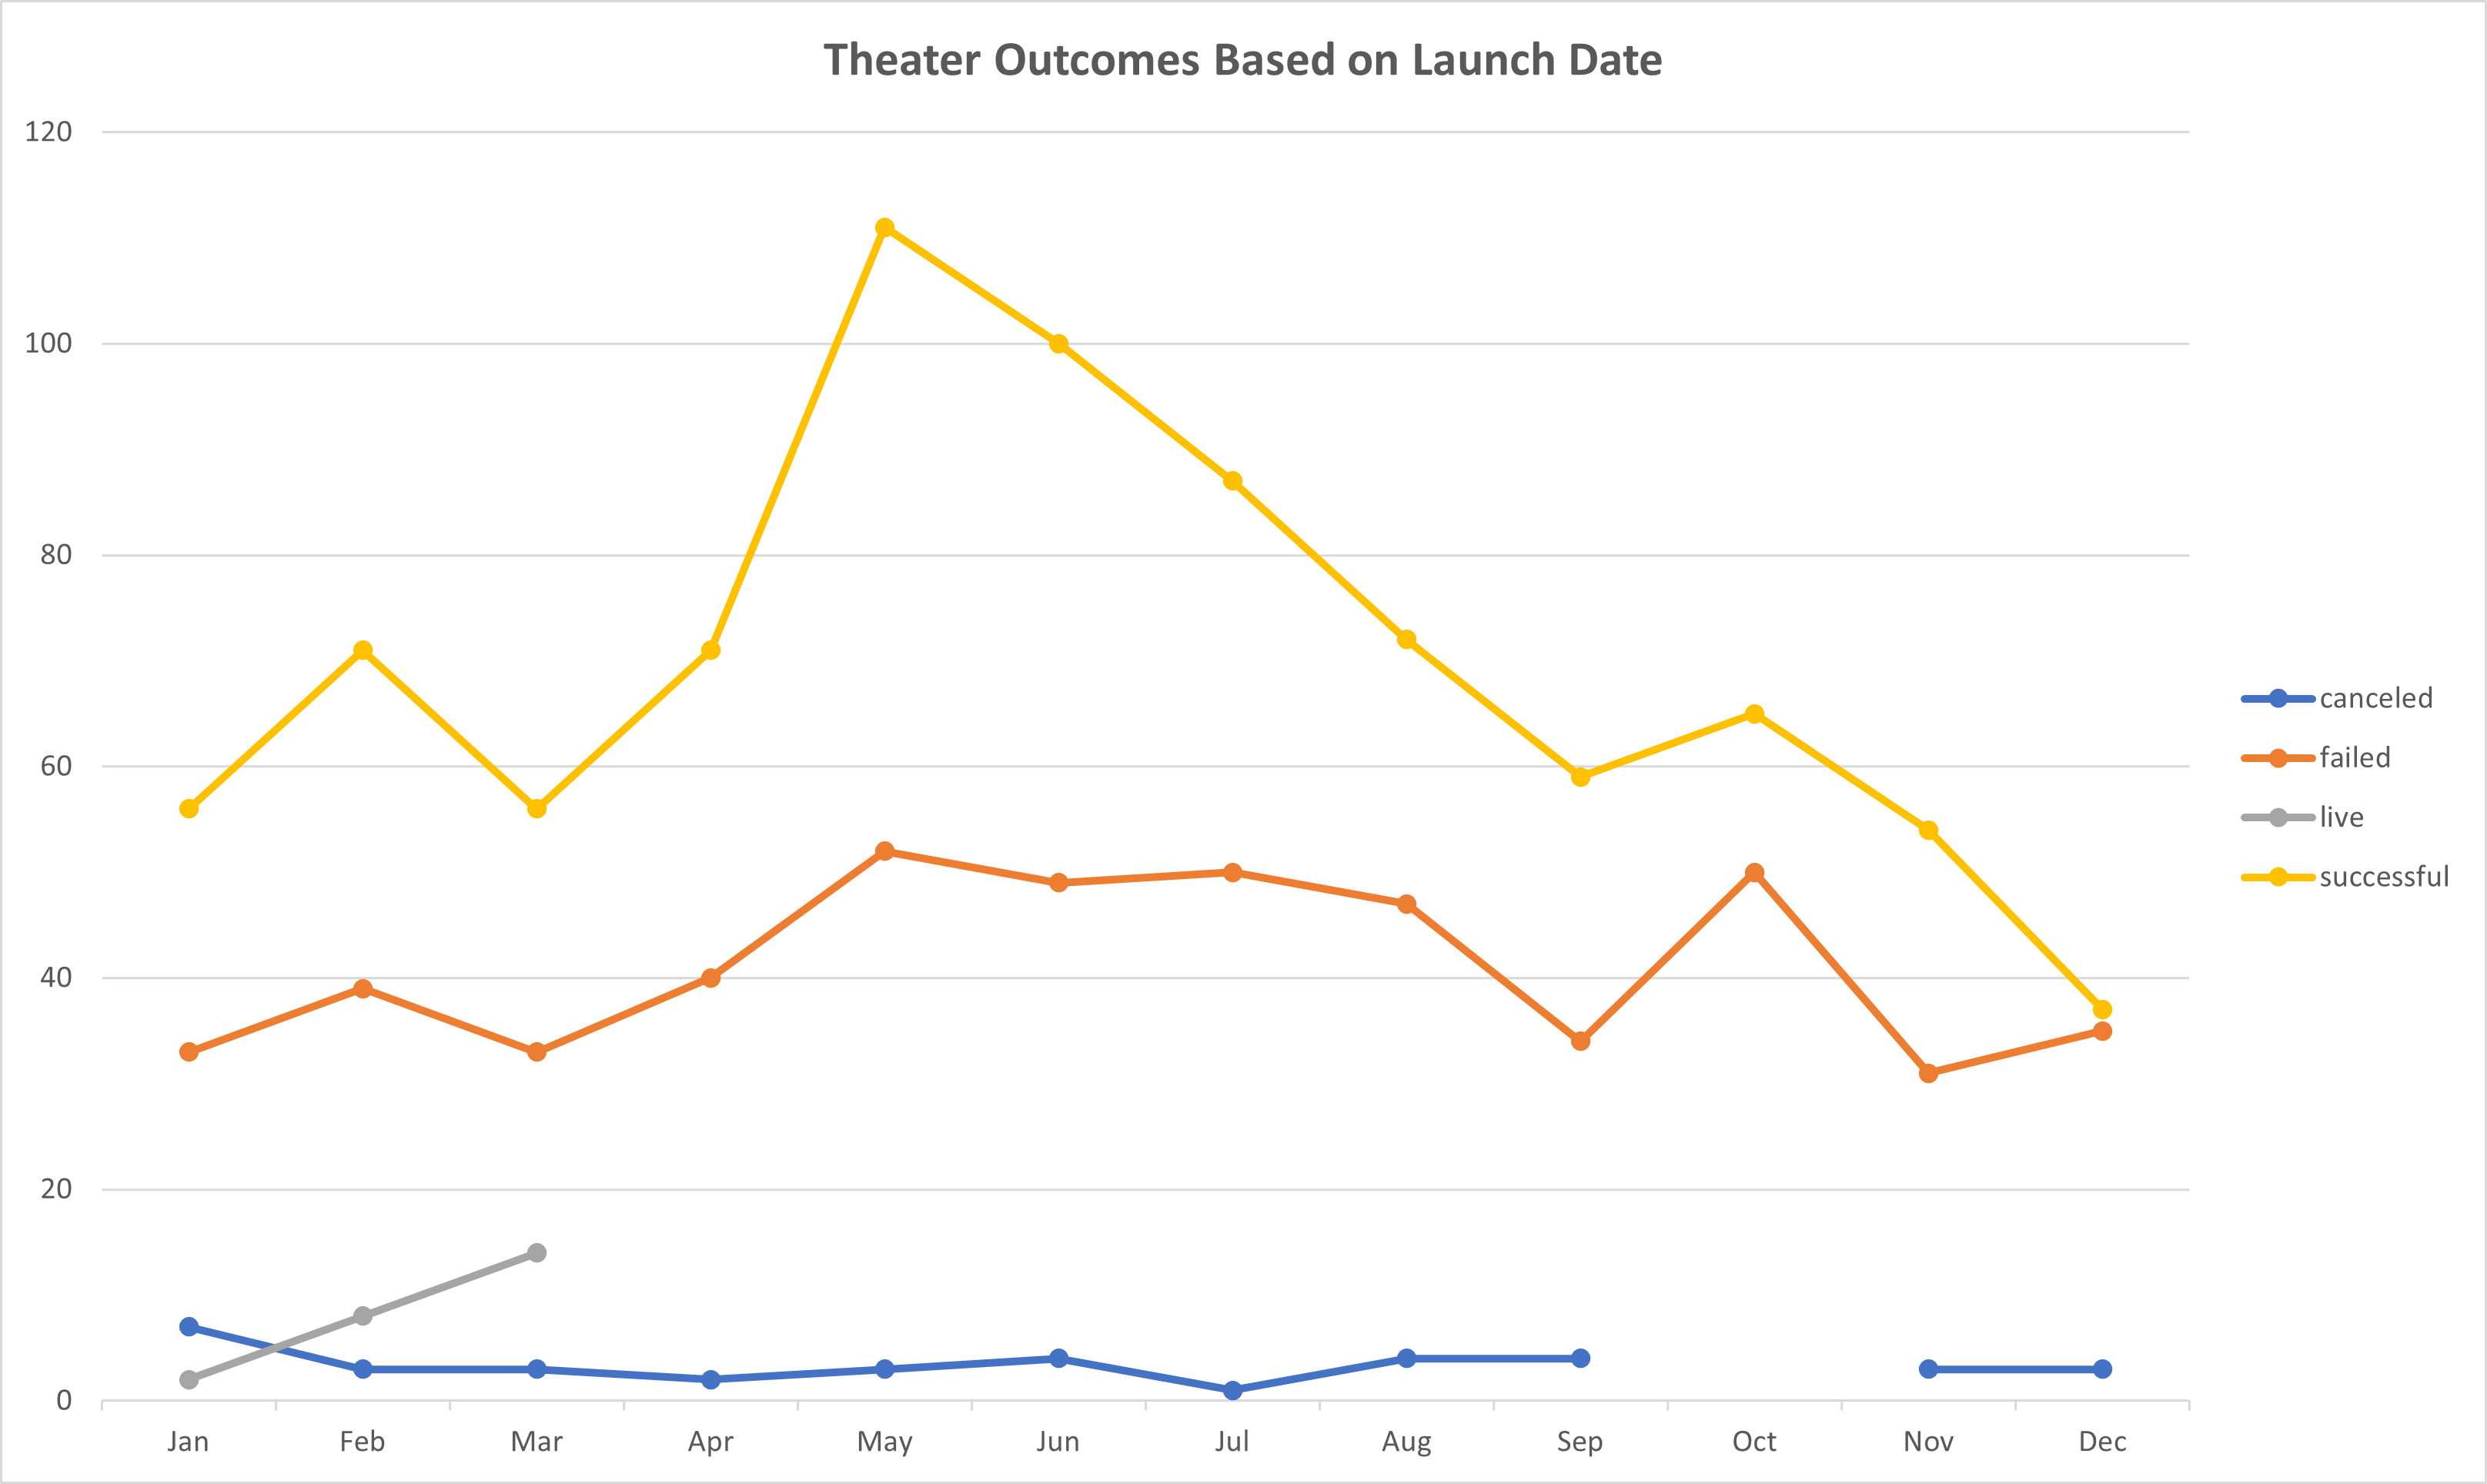 Theater Outcomes Based on Launch Date
120
100
80
60
40
20
0
Jan Feb Mar Apr May Jun Jul Aug Sep Oct Nov Dec
canceled
failed
live
successful